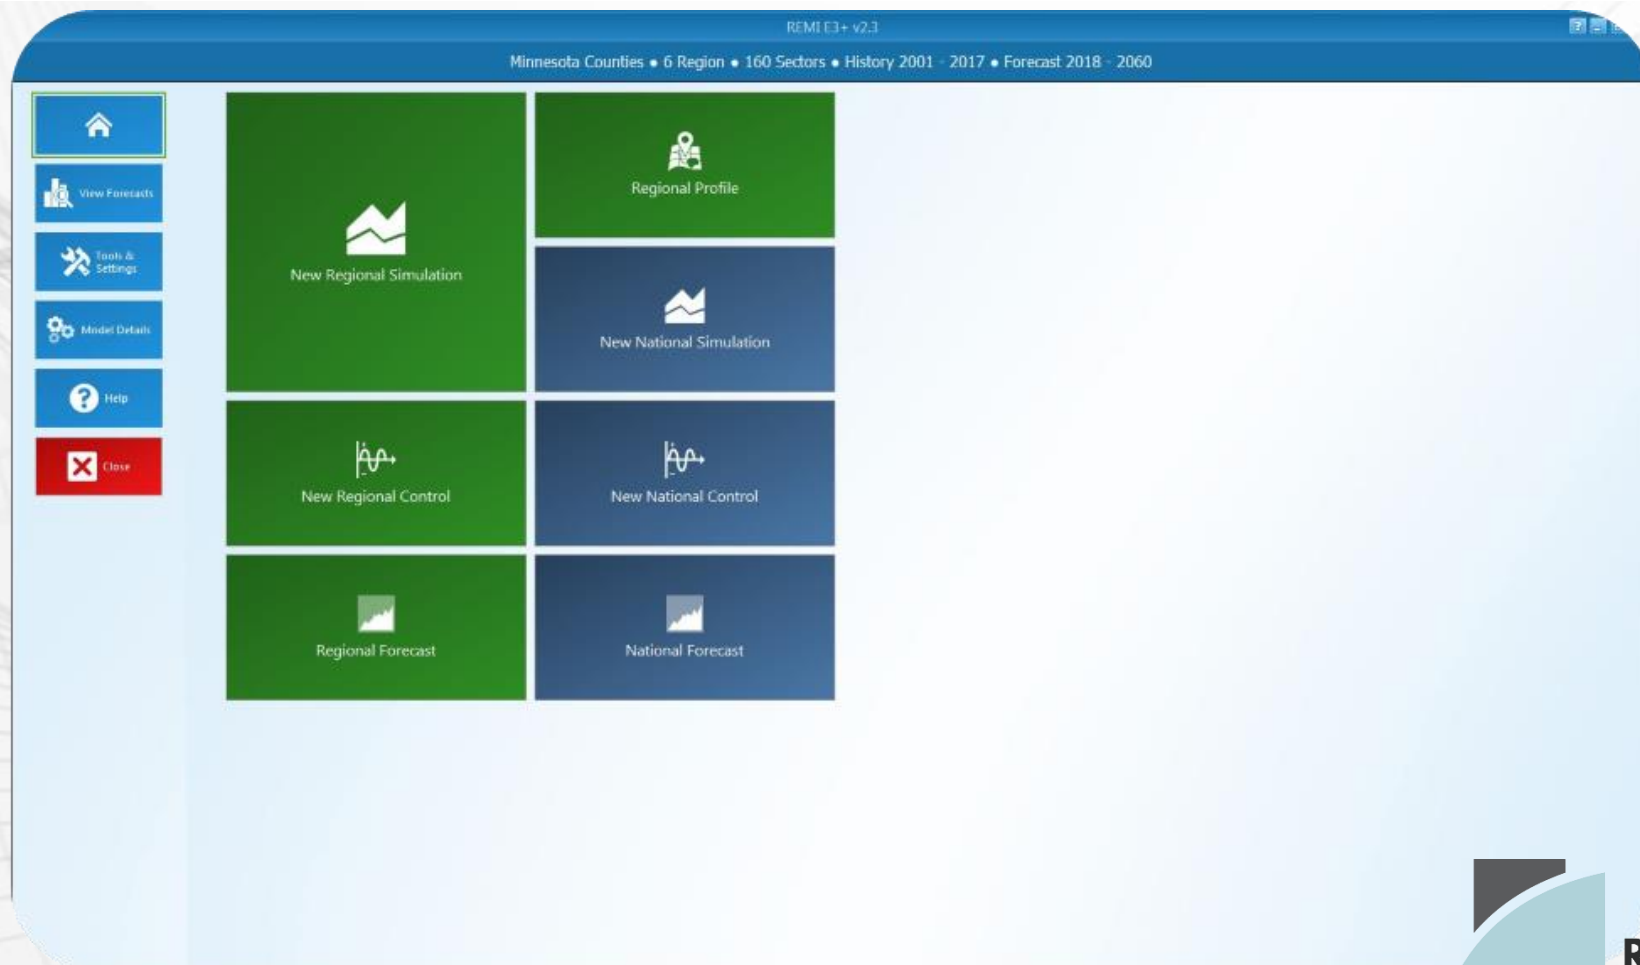 REMI E3+ v2.3
Minnesota Counties ● 6 Region ● 160 Sectors ● History 2001 - 2017 ● Forecast 2018 - 2060
View Forecasts
Tools &
Settings
Model Details
Help
Close
New Regional Simulation
Regional Profile
New National Simulation
New Regional Control
New National Control
Regional Forecast
National Forecast
R